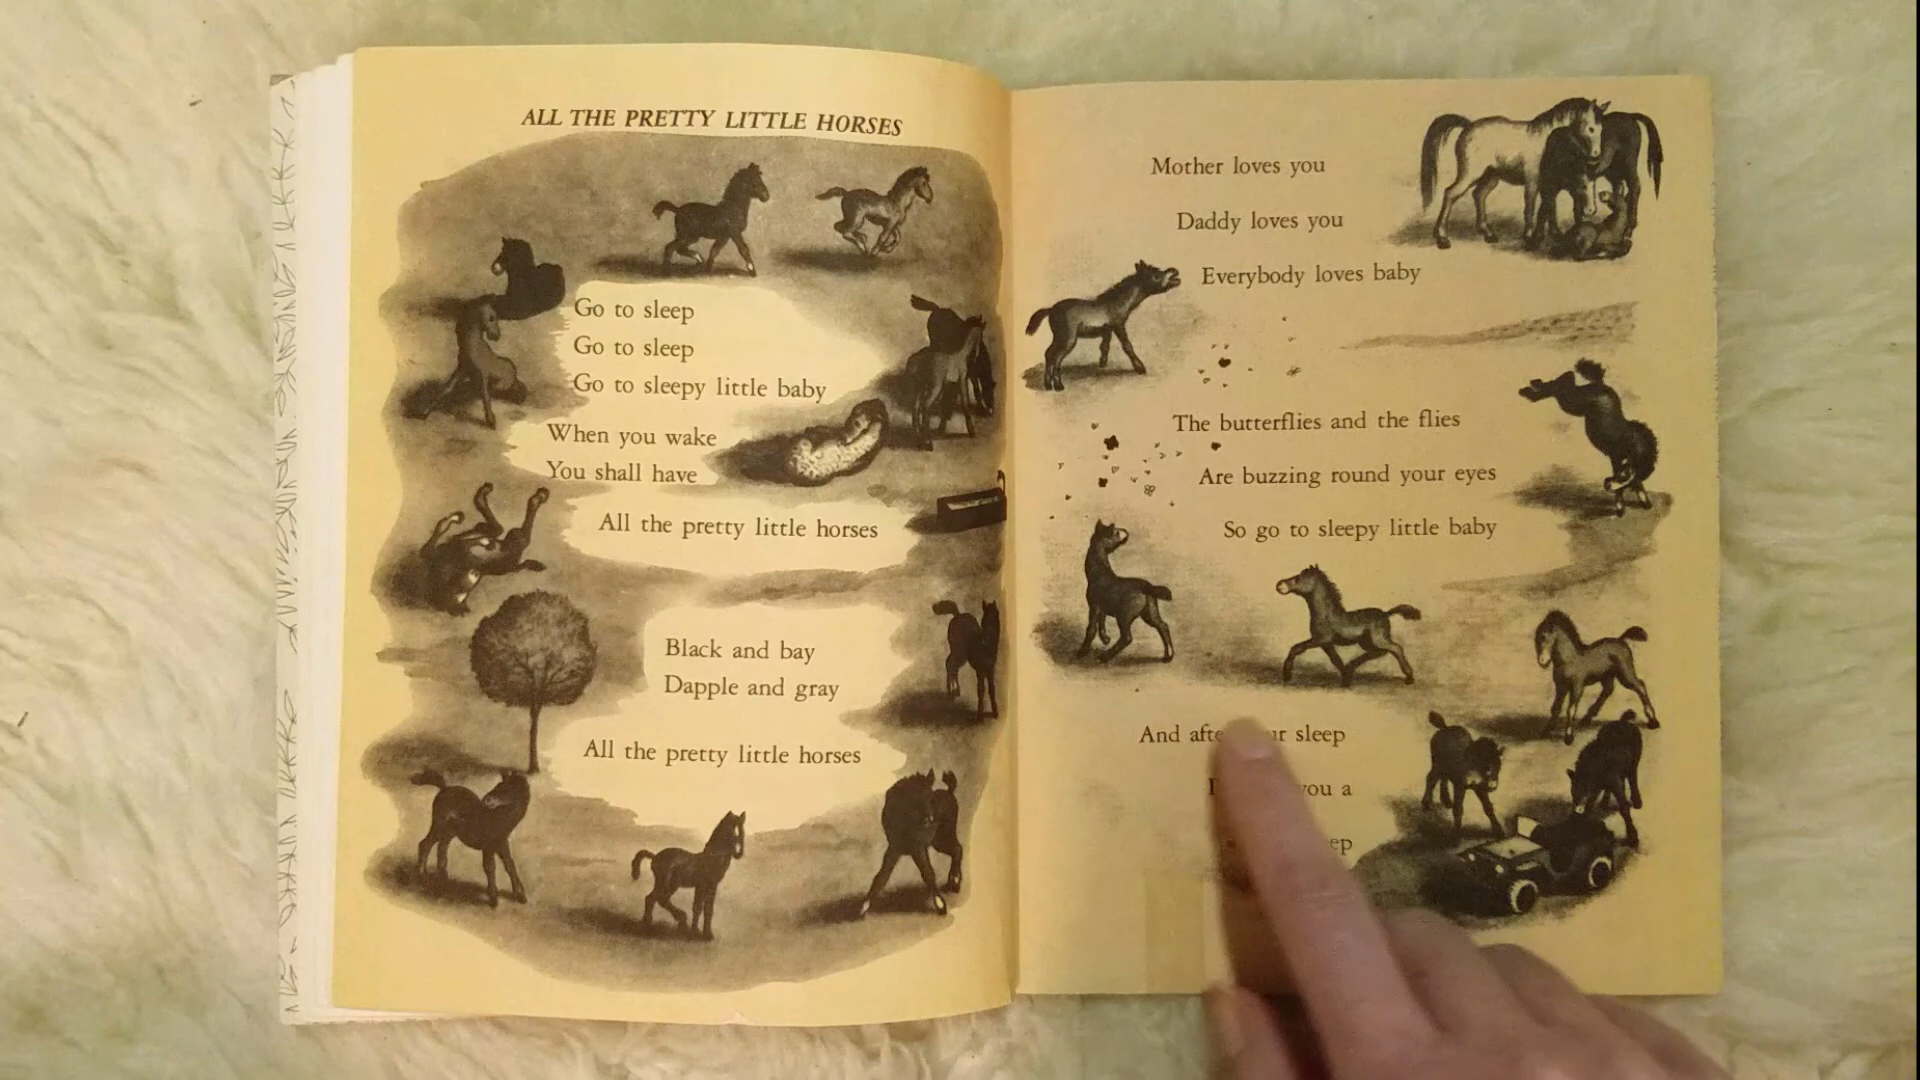 ALL THE PRETTY LITTLE HORSES
Go to sleep
Go to sleep
Go to sleepy little baby
When you wake
You shall have
All the pretty little horses
Black and bay
Dapple and gray
All the pretty little horses
Mother loves you
Daddy loves you
Everybody loves baby
The butterflies and the flies
Are buzzing round your eyes
So go to sleepy little baby
And sleep
you a